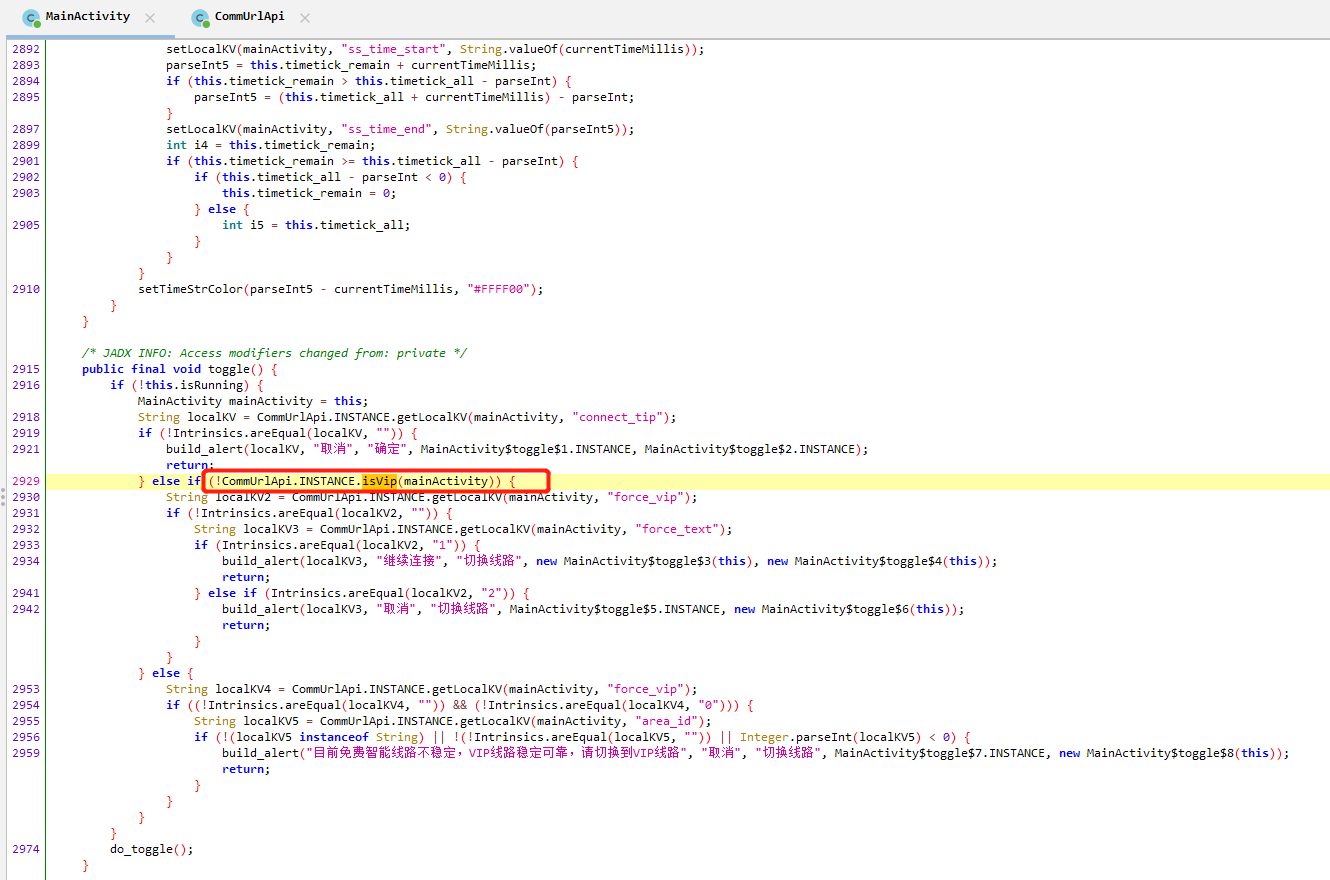 MainActivity CommUrlApi
2892 setLocalKV(mainActivity, "ss_time_start", String.valueOf(currentTimeMillis));
2893 parseInt5 = this.timetick_remain + currentTimeMillis;
2894 if (this.timetick_remain > this.timetick_all - parseInt) {
2895 parseInt5 = (this.timetick_all + currentTimeMillis) - parseInt;
}
2897 setLocalKV(mainActivity, "ss_time_end", String.valueOf(parseInt5));
2899 int i4 = this.timetick_remain;
2901 if (this.timetick_remain >= this.timetick_all - parseInt) {
2902 if (this.timetick_all - parseInt < 0) {
2903 this.timetick_remain = 0;
} else {
2905 int i5 = this.timetick_all;
}
}
}
2910 setTimeStrColor(parseInt5 - currentTimeMillis, "#FFFF00");
}
}
/* JADX INFO: Access modifiers changed from: private */
2915 public final void toggle() {
2916 if (!this.isRunning) {
MainActivity mainActivity = this;
2918 String localKV = CommUrlApi.INSTANCE.getLocalKV(mainActivity, "connect_tip");
2919 if (!Intrinsics.areEqual(localKV, "")) {
2921 build_alert(localKV, "取消", "确定", MainActivity$toggle$1.INSTANCE, MainActivity$toggle$2.INSTANCE);
return;
2929 } else if (!CommUrlApi.INSTANCE.isVip(mainActivity)) {
2930 String localKV2 = CommUrlApi.INSTANCE.getLocalKV(mainActivity, "force_vip");
2931 if (!Intrinsics.areEqual(localKV2, "")) {
2932 String localKV3 = CommUrlApi.INSTANCE.getLocalKV(mainActivity, "force_text");
2933 if (Intrinsics.areEqual(localKV2, "1")) {
2934 build_alert(localKV3, "继续连接", "切换线路", new MainActivity$toggle$3(this), new MainActivity$toggle$4(this));
return;
2941 } else if (Intrinsics.areEqual(localKV2, "2")) {
2942 build_alert(localKV3, "取消", "切换线路", MainActivity$toggle$5.INSTANCE, new MainActivity$toggle$6(this));
return;
}
}
} else {
2953 String localKV4 = CommUrlApi.INSTANCE.getLocalKV(mainActivity, "force_vip");
2954 if ((!Intrinsics.areEqual(localKV4, "")) && (!Intrinsics.areEqual(localKV4, "0"))) {
2955 String localKV5 = CommUrlApi.INSTANCE.getLocalKV(mainActivity, "area_id");
2956 if (!(localKV5 instanceof String) || !(!Intrinsics.areEqual(localKV5, "")) || Integer.parseInt(localKV5) < 0) {
2959 build_alert("目前免费智能线路不稳定，VIP线路稳定可靠，请切换到VIP线路", "取消", "切换线路", MainActivity$toggle$7.INSTANCE, new MainActivity$toggle$8(this));
return;
}
}
}
}
2974 do_toggle();
}